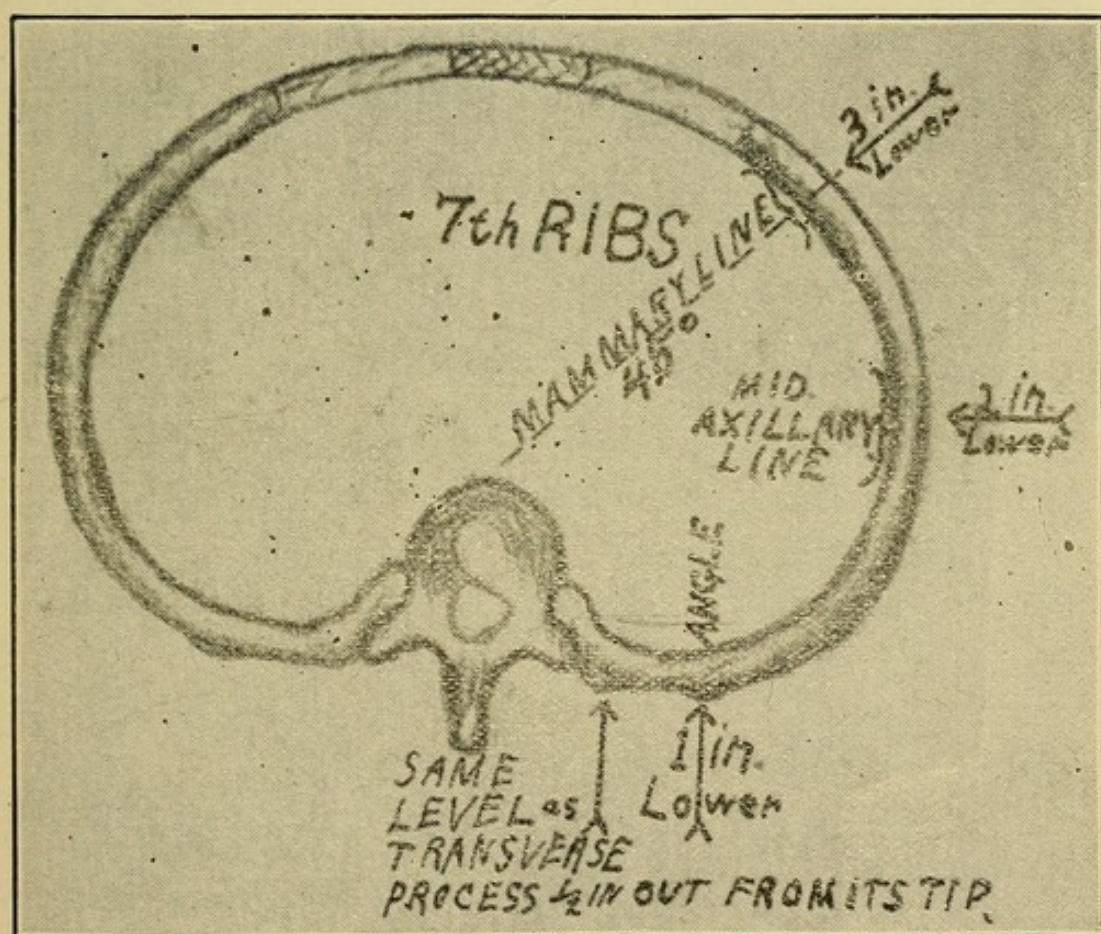 3 in.
Lower
7th RIBS
MAMMARY LINE
45°
MID.
AXILLARY
LINE
2 in.
Lower
ANGLE
1 in.
Lower
SAME
LEVEL as
TRANSVERSE
PROCESS ½ IN OUT FROM ITS TIP.